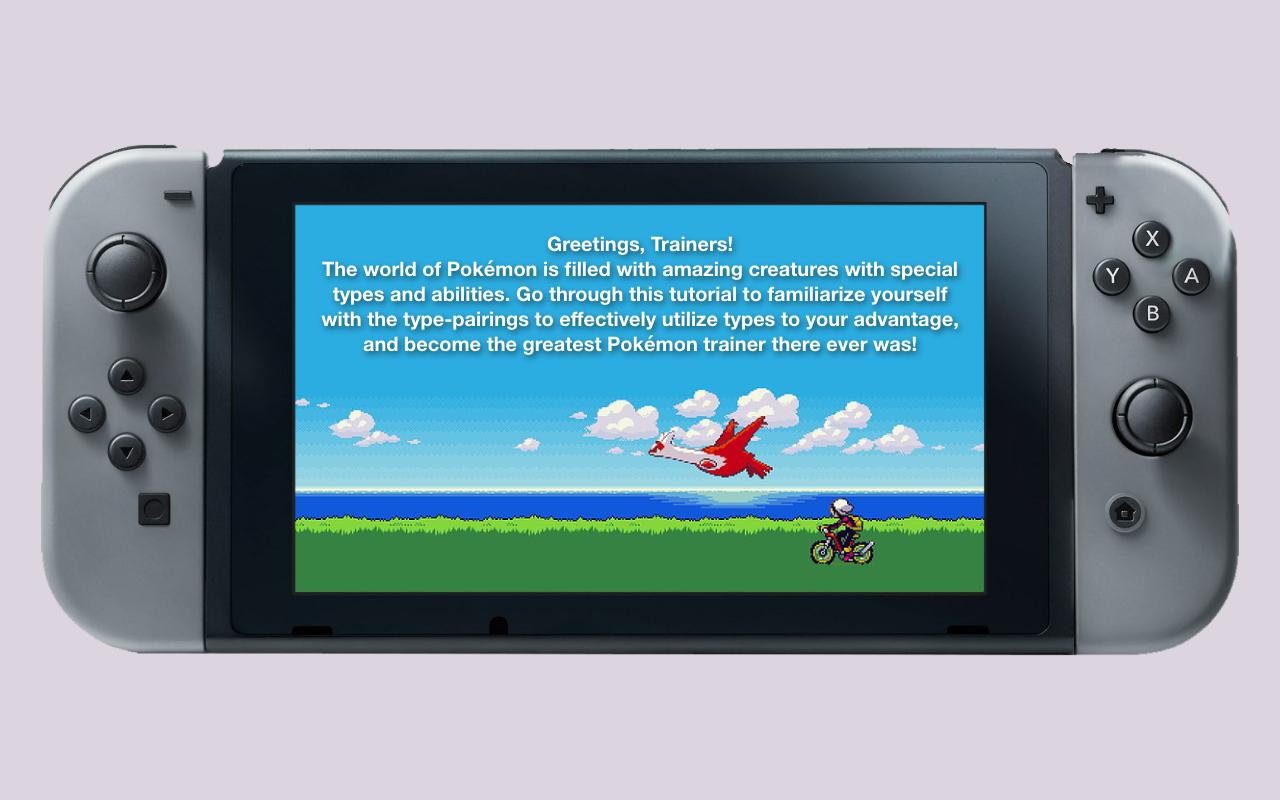 Greetings, Trainers!
The world of Pokémon is filled with amazing creatures with special
types and abilities. Go through this tutorial to familiarize yourself
with the type-pairings to effectively utilize types to your advantage,
and become the greatest Pokémon trainer there ever was!
X
Y A
B